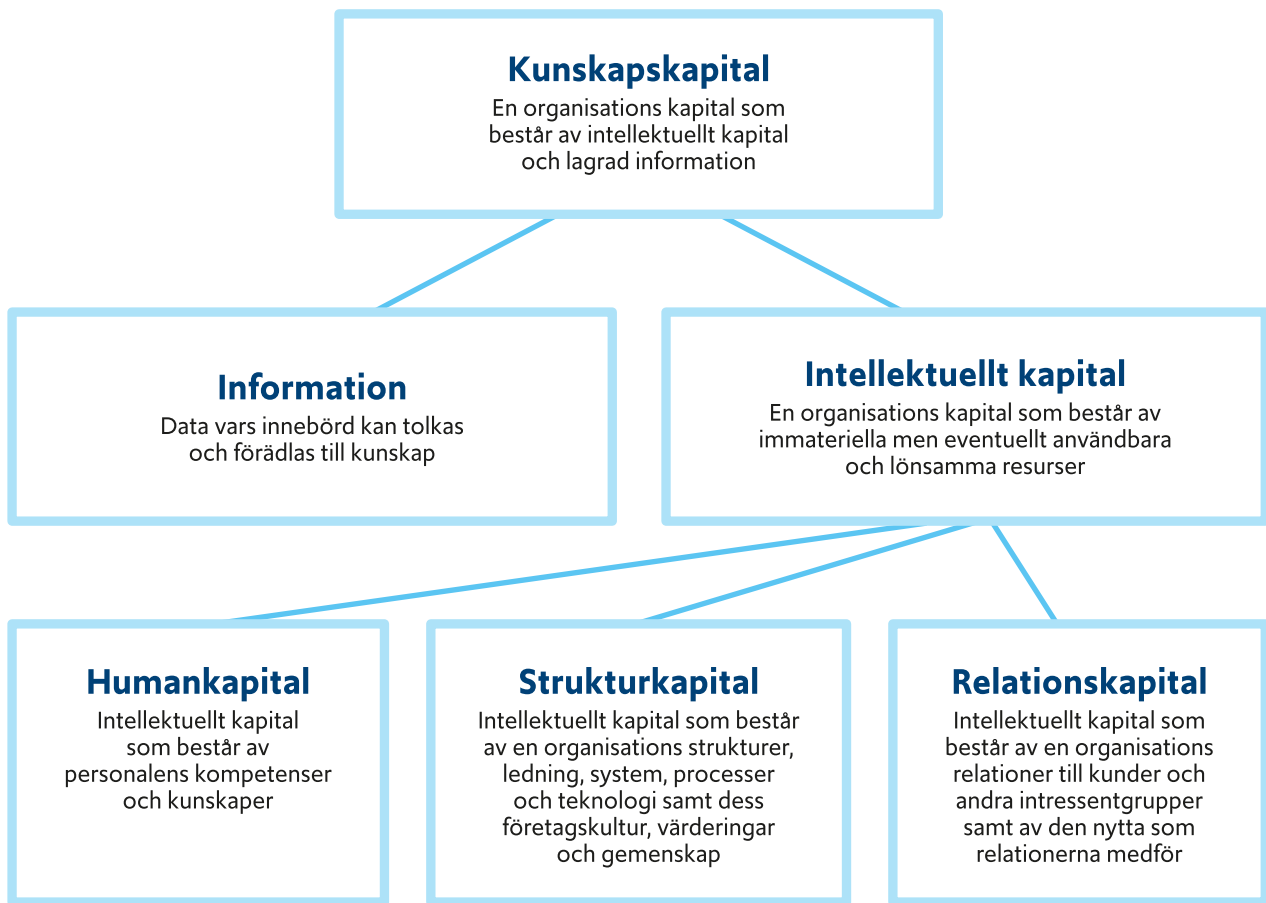 Kunskapskapital
En organisations kapital som
består av intellektuellt kapital
och lagrad information
Information
Data vars innebörd kan tolkas
och förädlas till kunskap
Intellektuellt kapital
En organisations kapital som består av
immateriella men eventuellt användbara
och lönsamma resurser
Humankapital
Intellektuellt kapital
som består av
personalens kompetenser
och kunskaper
Strukturkapital
Intellektuellt kapital som består
av en organisations strukturer,
ledning, system, processer
och teknologi samt dess
företagskultur, värderingar
och gemenskap
Relationskapital
Intellektuellt kapital som
består av en organisations
relationer till kunder och
andra intressentgrupper
samt av den nytta som
relationerna medför